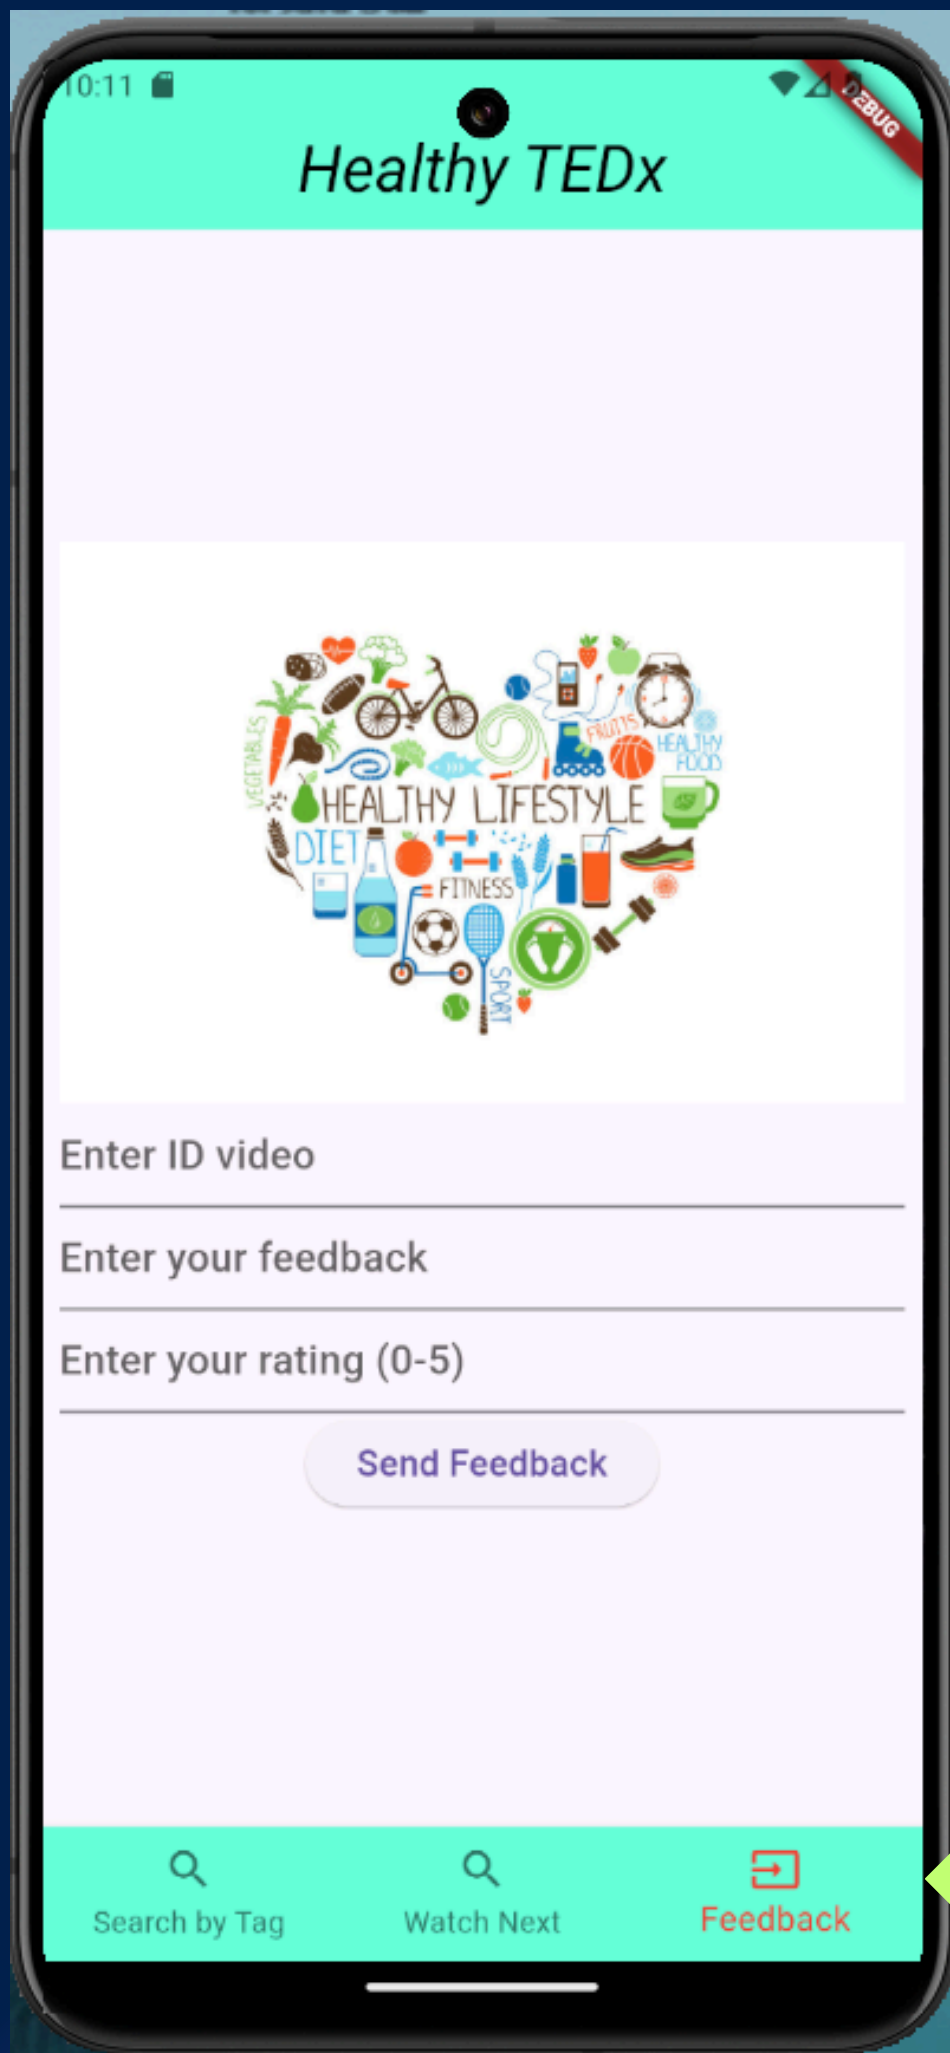 10:11
DEBUG
Healthy TEDx
VEGETABLES
FRUITS
HEALTHY
FOOD
HEALTHY LIFESTYLE
DIET
FITNESS
SPORT
Enter ID video
Enter your feedback
Enter your rating (0-5)
Send Feedback
Search by Tag
Watch Next
Feedback